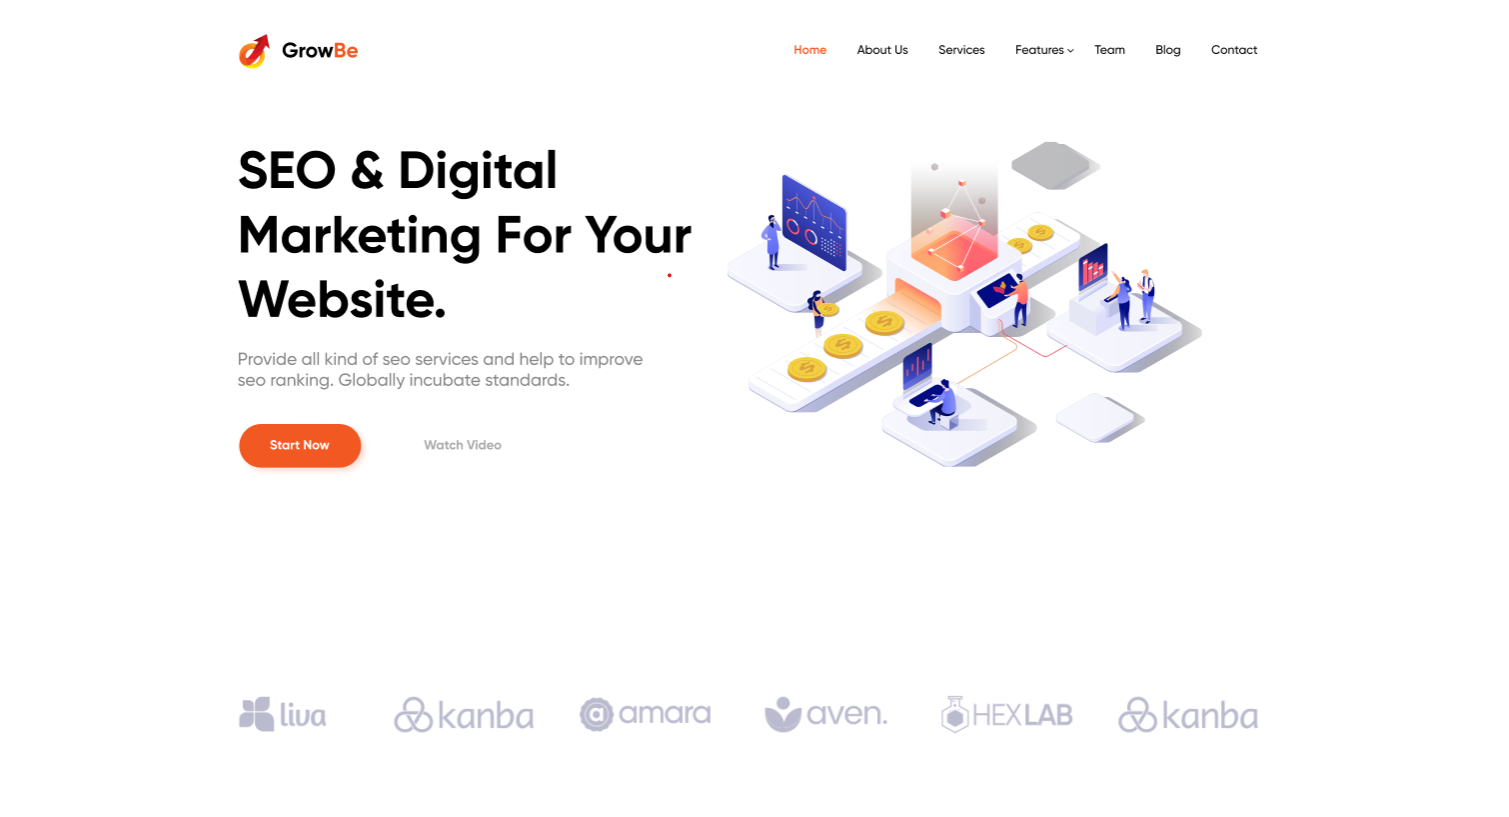 GrowBe
Home About Us Services Features Team Blog Contact
SEO & Digital
Marketing For Your
Website.
Provide all kind of seo services and help to improve
seo ranking. Globally incubate standards.
Start Now Watch Video
liva kanba amara aven. HEXLAB kanba